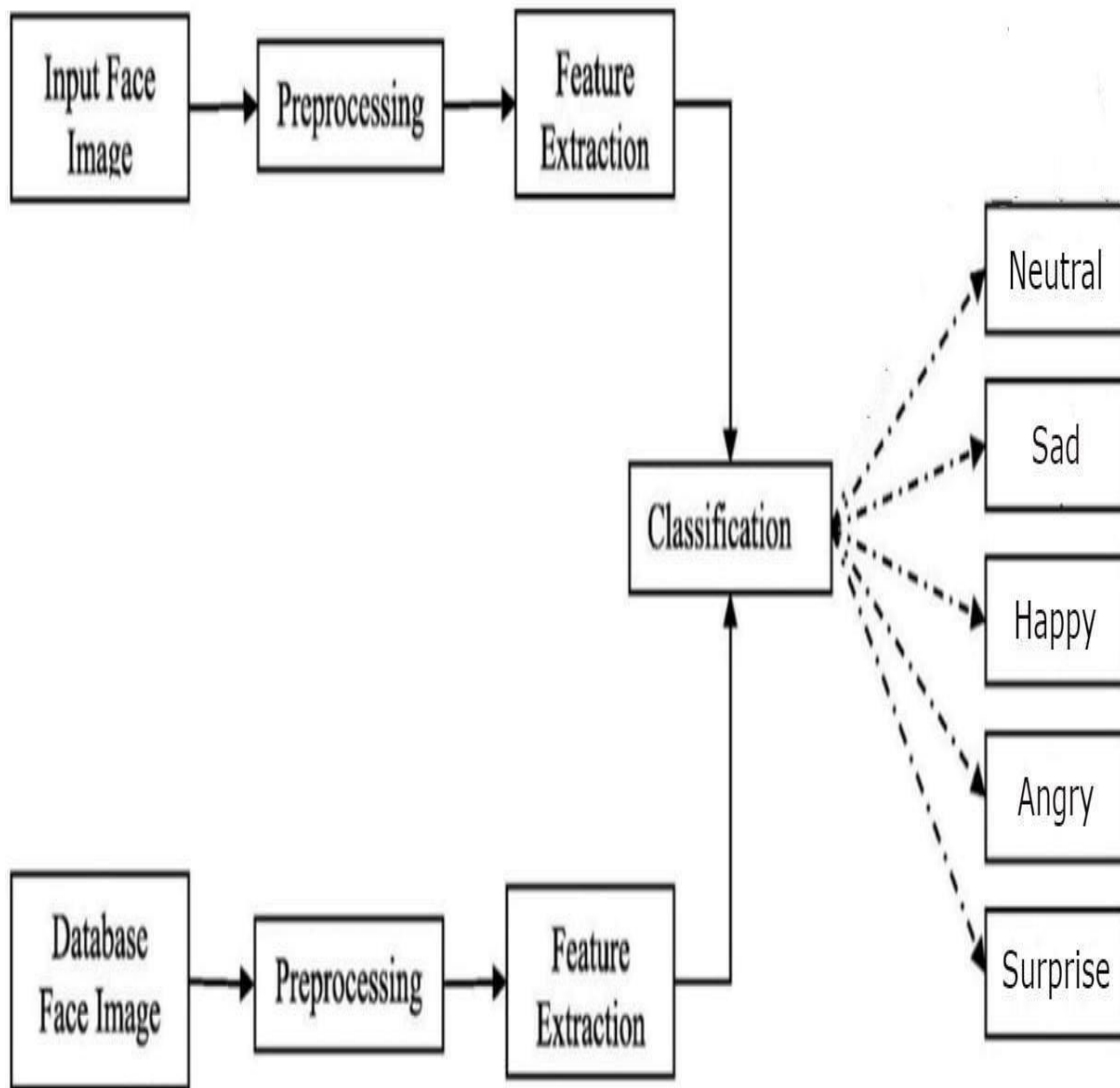 Input Face
Image
Preprocessing
Feature
Extraction
Neutral
Sad
Classification
Happy
Angry
Database
Face Image
Preprocessing
Feature
Extraction
Surprise